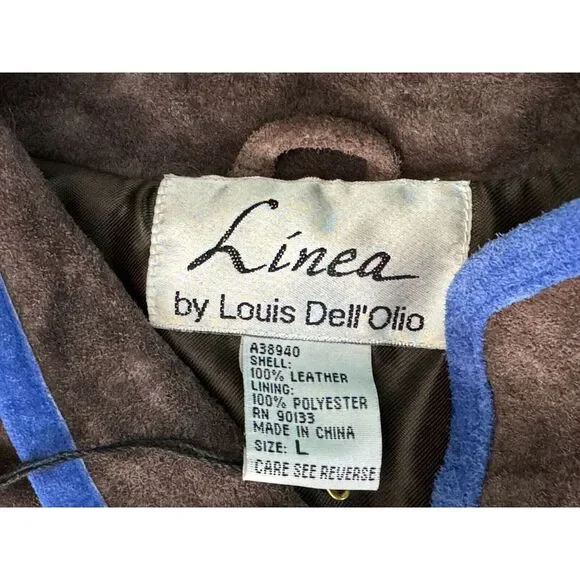 Linea
by Louis Dell'Olio
A38940
SHELL:
100% LEATHER
LINING:
100% POLYESTER
RN 90133
MADE IN CHINA
SIZE: L
CARE SEE REVERSE